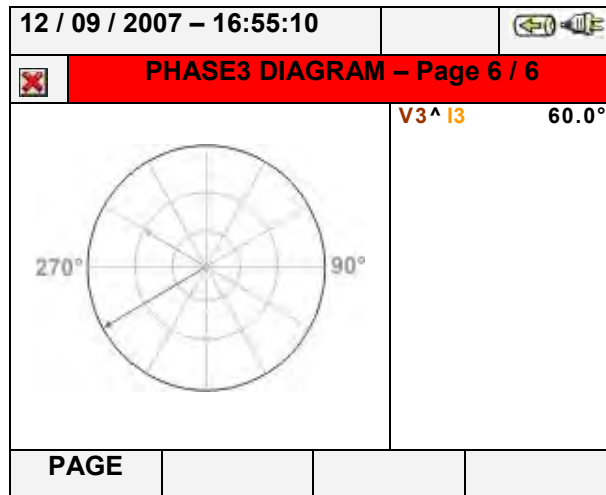 12 / 09 / 2007 – 16:55:10
PHASE3 DIAGRAM – Page 6 / 6
V3^I3 60.0°
270° 90°
PAGE